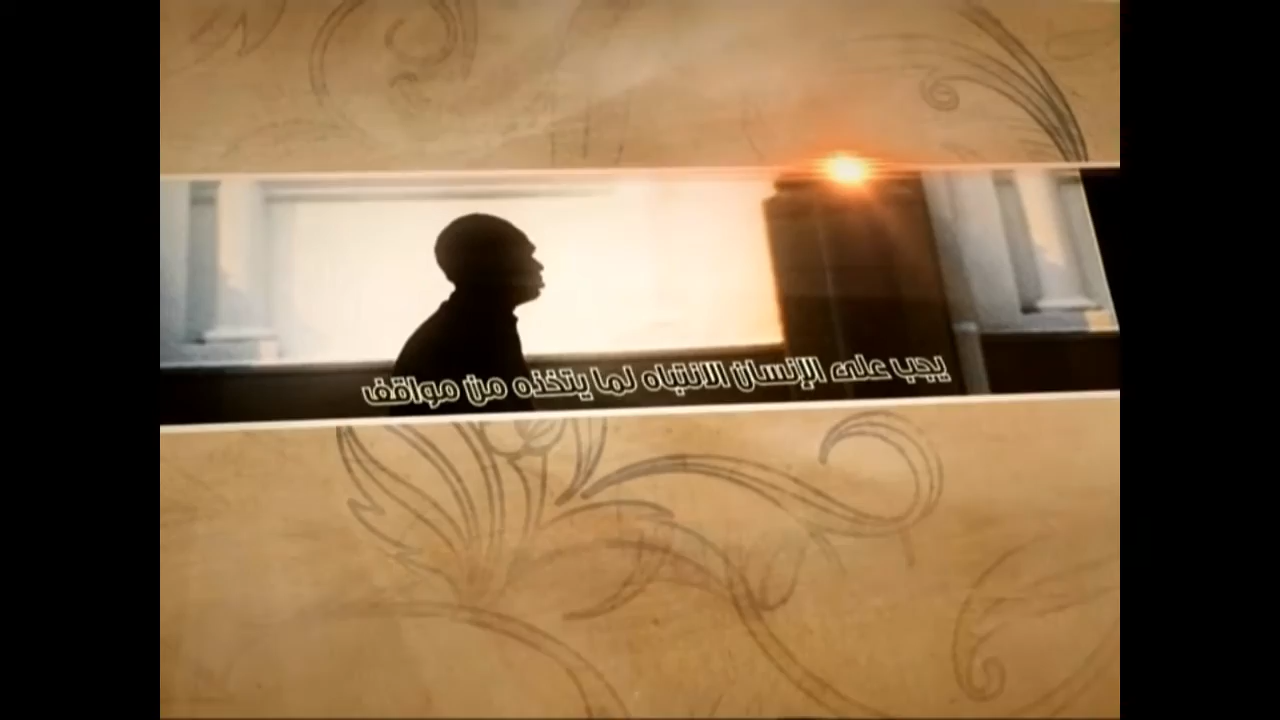 يجب على الإنسان الانتباه لما يتخذه من مواقف